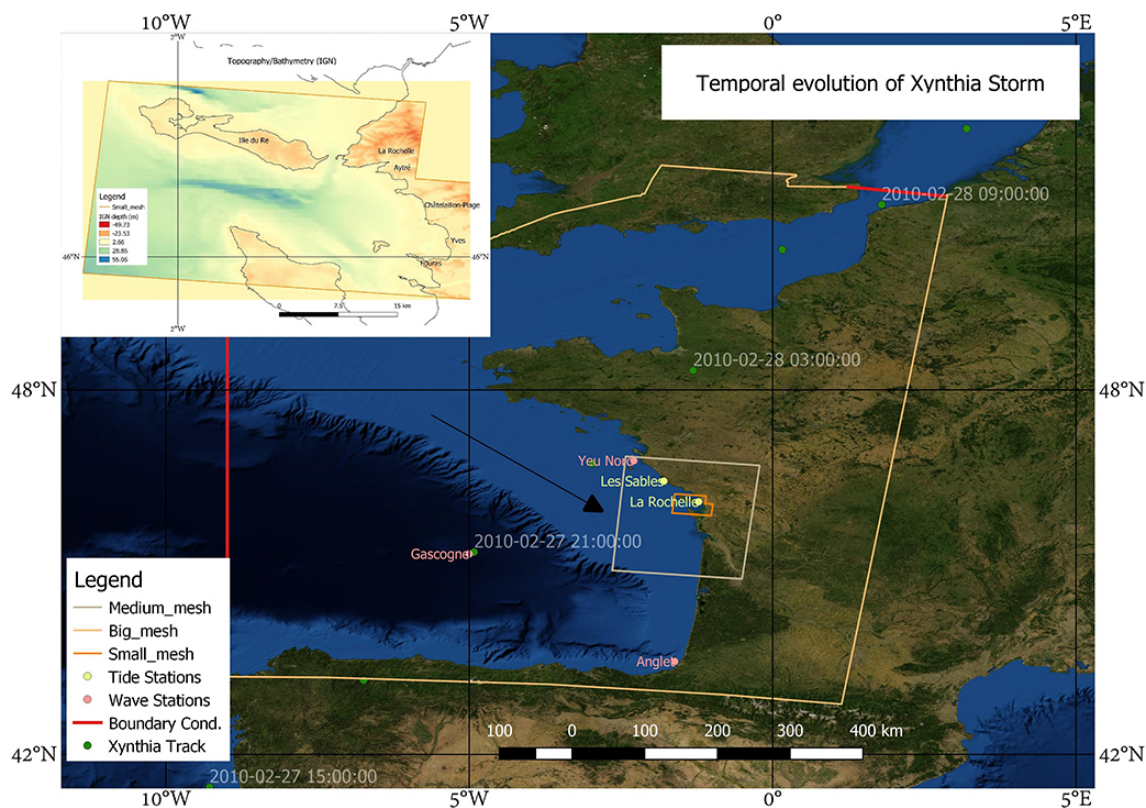 10°W
5°W
0
5°E
2°W
Topography/Bathymetry (IGN)
Temporal evolution of Xynthia Storm
Ille du Re
La Rochelle
Aytré
Legend
Small_mesh
IGN depth (m)
-49.73
-23.53
2.66
28.86
55.06
Châtelaillon-Plage
Yves
Fouras
46°N
46°N
0
7.5
15 km
2°W
2010-02-28 09:00:00
2010-02-28 03:00:00
48°N
48°N
Yeu Nord
Les Sables
La Rochelle
2010-02-27 21:00:00
Gascogne
Legend
Medium_mesh
Big_mesh
Small_mesh
Tide Stations
Wave Stations
Boundary Cond.
Xynthia Track
Anglet
100 0 100 200 300 400 km
42°N
42°N
2010-02-27 15:00:00
10°W
5°W
0
5°E